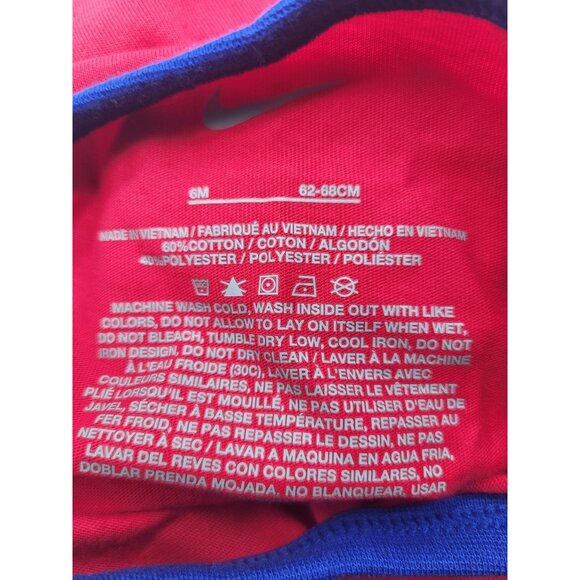 6M 62-68CM
MADE IN VIETNAM / FABRIQUÉ AU VIETNAM / HECHO EN VIETNAM
60%COTTON / COTON / ALGODÓN
40%POLYESTER / POLYESTER / POLIÉSTER
MACHINE WASH COLD, WASH INSIDE OUT WITH LIKE
COLORS, DO NOT ALLOW TO LAY ON ITSELF WHEN WET,
DO NOT BLEACH, TUMBLE DRY LOW, COOL IRON, DO NOT
IRON DESIGN, DO NOT DRY CLEAN / LAVER À LA MACHINE
À L'EAU FROIDE (30C), LAVER À L'ENVERS AVEC
COULEURS SIMILAIRES, NE PAS LAISSER LE VÊTEMENT
PLIÉ LORSQU'IL EST MOUILLÉ, NE PAS UTILISER D'EAU DE
JAVEL, SÉCHER À BASSE TEMPÉRATURE, REPASSER AU
FER FROID, NE PAS REPASSER LE DESSIN, NE PAS
NETTOYER À SEC / LAVAR A MAQUINA EN AGUA FRIA,
LAVAR DEL REVES CON COLORES SIMILARES, NO
DOBLAR PRENDA MOJADA, NO BLANQUEAR, USAR